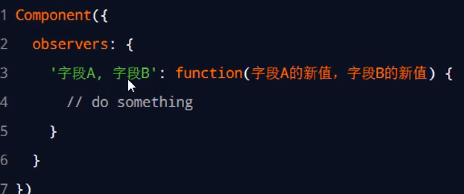 1 Component({
2 observers: {
3 '字段A, 字段B': function(字段A的新值, 字段B的新值) {
4 // do something
5 }
6 }
7 })